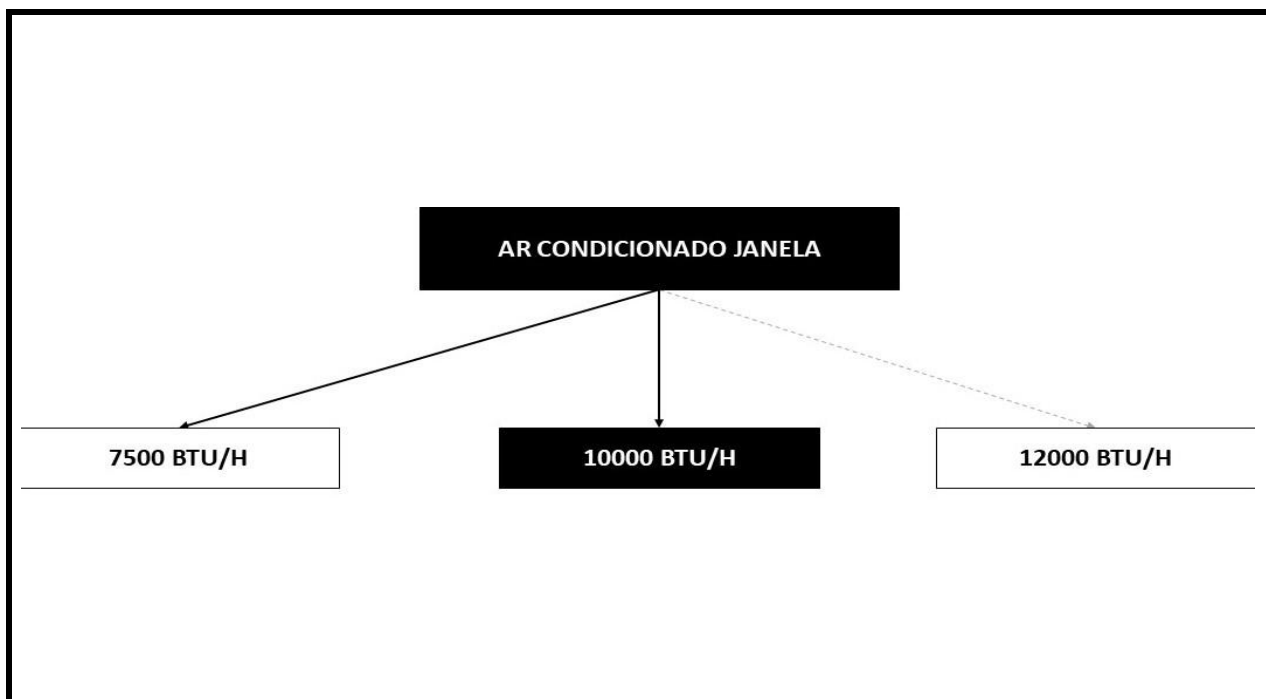 AR CONDICIONADO JANELA
7500 BTU/H
10000 BTU/H
12000 BTU/H